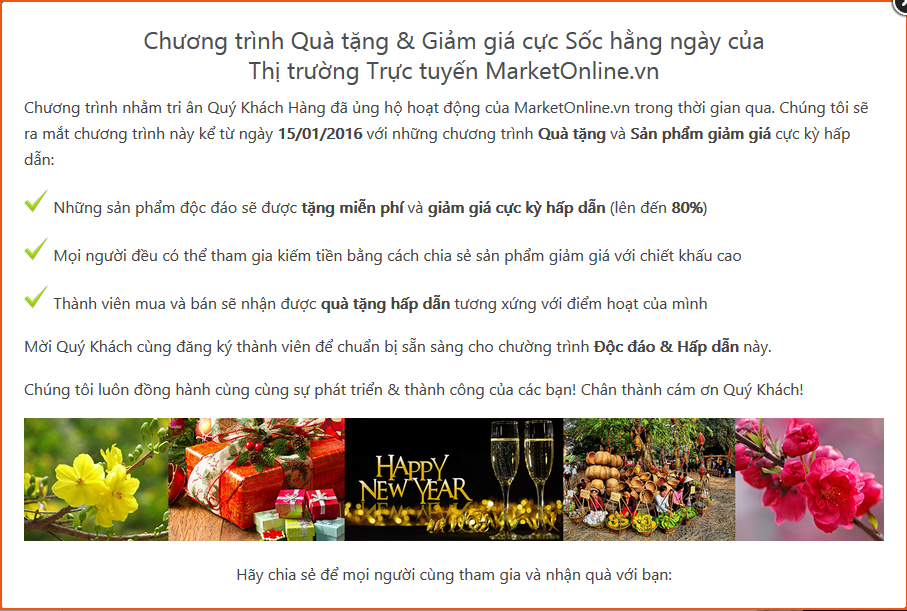 Chương trình Quà tặng & Giảm giá cực Sốc hằng ngày của
Thị trường Trực tuyến MarketOnline.vn
Chương trình nhằm tri ân Quý Khách Hàng đã ủng hộ hoạt động của MarketOnline.vn trong thời gian qua. Chúng tôi sẽ
ra mắt chương trình này kể từ ngày 15/01/2016 với những chương trình Quà tặng và Sản phẩm giảm giá cực kỳ hấp
dẫn:
Những sản phẩm độc đáo sẽ được tặng miễn phí và giảm giá cực kỳ hấp dẫn (lên đến 80%)
Mọi người đều có thể tham gia kiếm tiền bằng cách chia sẻ sản phẩm giảm giá với chiết khấu cao
Thành viên mua và bán sẽ nhận được quà tặng hấp dẫn tương xứng với điểm hoạt của mình
Mời Quý Khách cùng đăng ký thành viên để chuẩn bị sẵn sàng cho chường trình Độc đáo & Hấp dẫn này.
Chúng tôi luôn đồng hành cùng cùng sự phát triển & thành công của các bạn! Chân thành cám ơn Quý Khách!
HAPPY
NEW YEAR
Hãy chia sẻ để mọi người cùng tham gia và nhận quà với bạn: